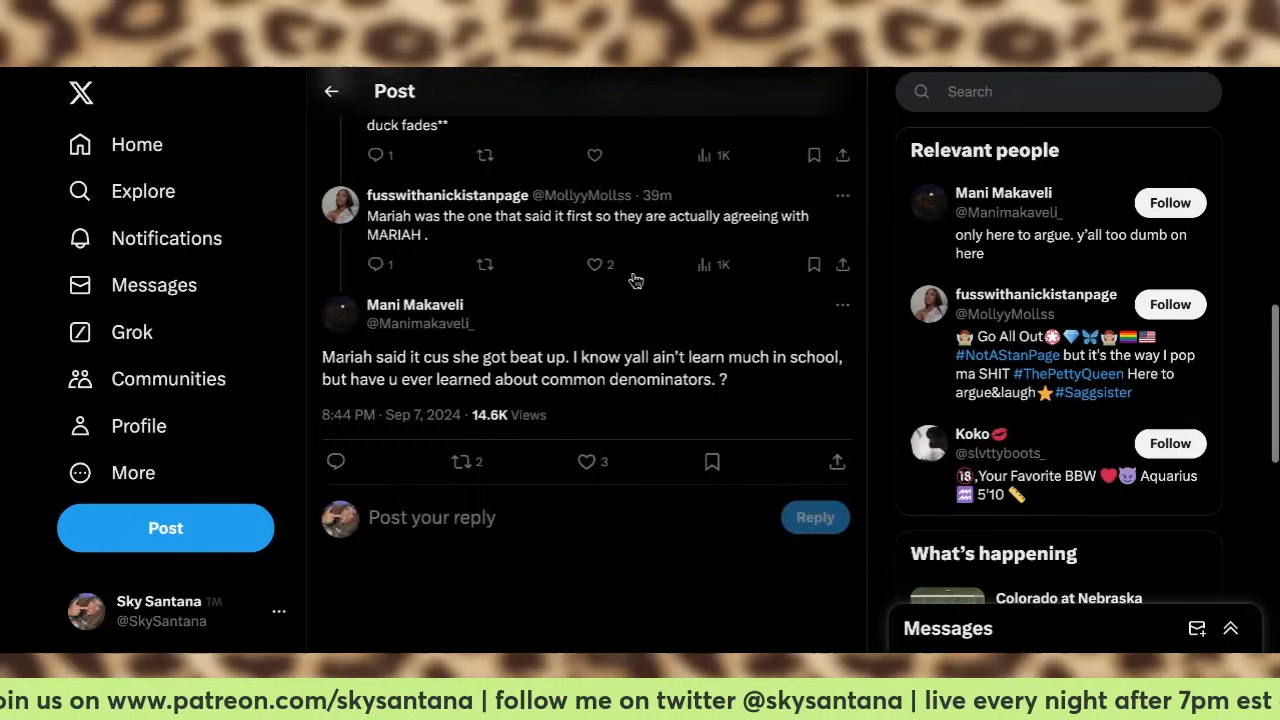 Home
Explore
Notifications
Messages
Grok
Communities
Profile
More
Post
Sky Santana TM
@SkySantana
Post
duck fades**
1
1K
fusswithanickistanpage @MollyyMollss · 39m
Mariah was the one that said it first so they are actually agreeing with
MARIAH .
1
2
1K
Mani Makaveli
@Manimakaveli_
Mariah said it cus she got beat up. I know yall ain't learn much in school,
but have u ever learned about common denominators. ?
8:44 PM · Sep 7, 2024 · 14.6K Views
2
3
Post your reply
Reply
Search
Relevant people
Mani Makaveli
@Manimakaveli_
Follow
only here to argue. y'all too dumb on
here
fusswithanickistanpage
@MollyyMollss
Follow
Go All Out
#NotAStanPage but it's the way I pop
ma SHIT #ThePettyQueen Here to
argue&laugh⭐#Saggsister
Koko💋
@slvttyboots_
Follow
🔞,Your Favorite BBW ❤️😈 Aquarius
♒ 5'10 📏
What's happening
Colorado at Nebraska
Messages
oin us on www.patreon.com/skysantana | follow me on twitter @skysantana | live every night after 7pm est